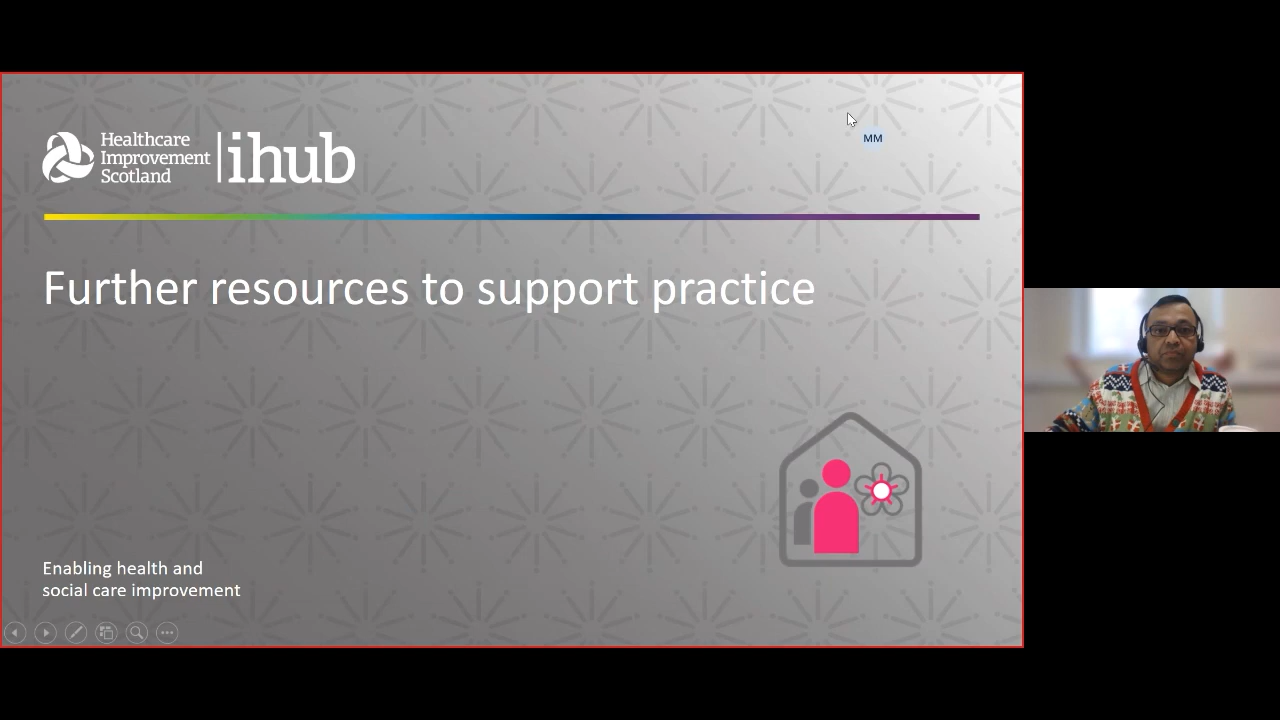 Healthcare
Improvement
Scotland
ihub
MM
Further resources to support practice
Enabling health and
social care improvement